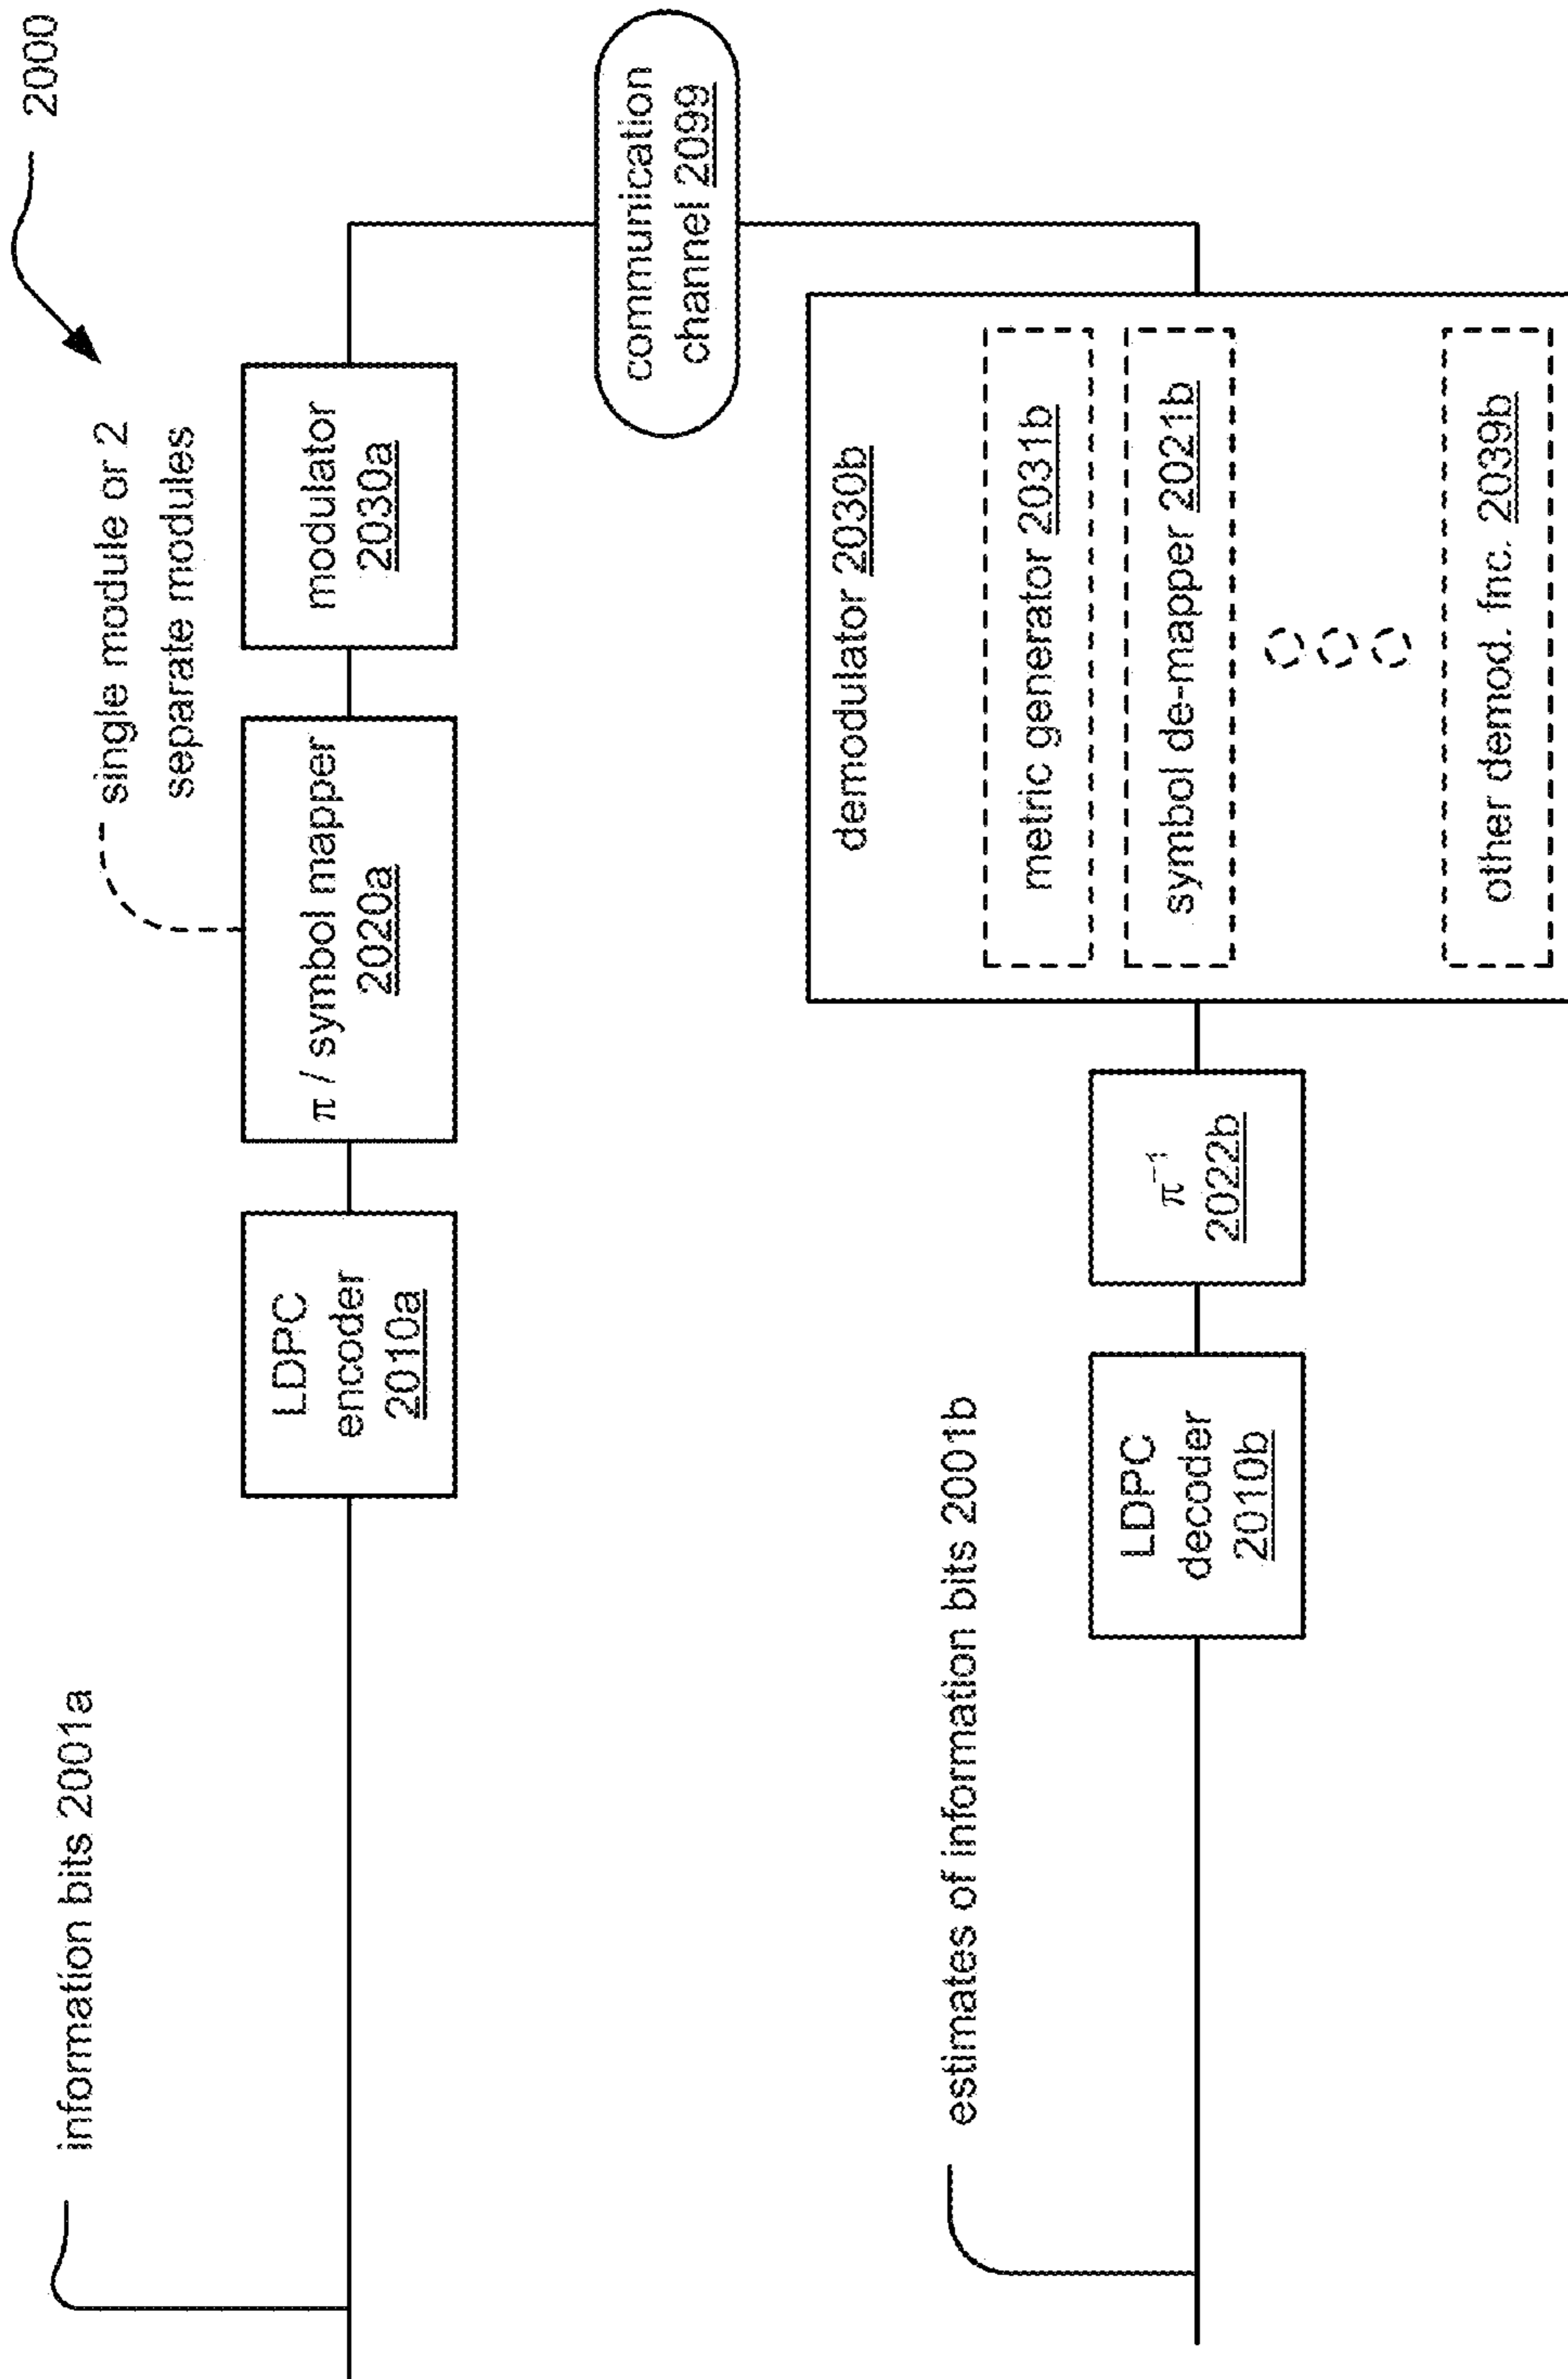 2000
information bits 2001a
single module or 2
separate modules
LDPC
encoder
2010a
π / symbol mapper
2020a
modulator
2030a
communication
channel 2099
estimates of information bits 2001b
LDPC
decoder
2010b
π⁻¹
2022b
demodulator 2030b
metric generator 2031b
symbol de-mapper 2021b
other demod. fnc. 2039b